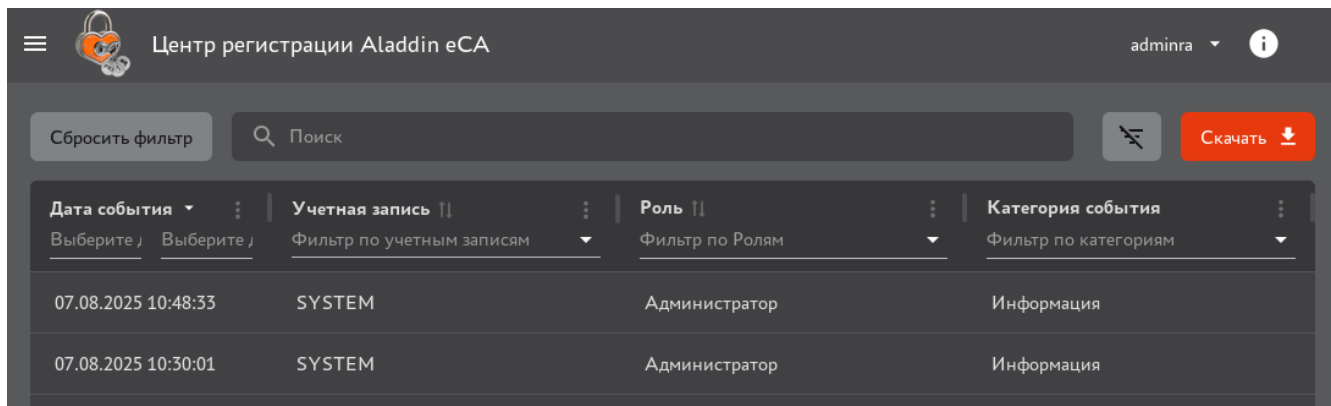 Центр регистрации Aladdin eCA
adminra
Сбросить фильтр
Поиск
Скачать
Дата события Учетная запись Роль Категория события
Выберите Выберите Фильтр по учетным записям Фильтр по Ролям Фильтр по категориям
07.08.2025 10:48:33 SYSTEM Администратор Информация
07.08.2025 10:30:01 SYSTEM Администратор Информация